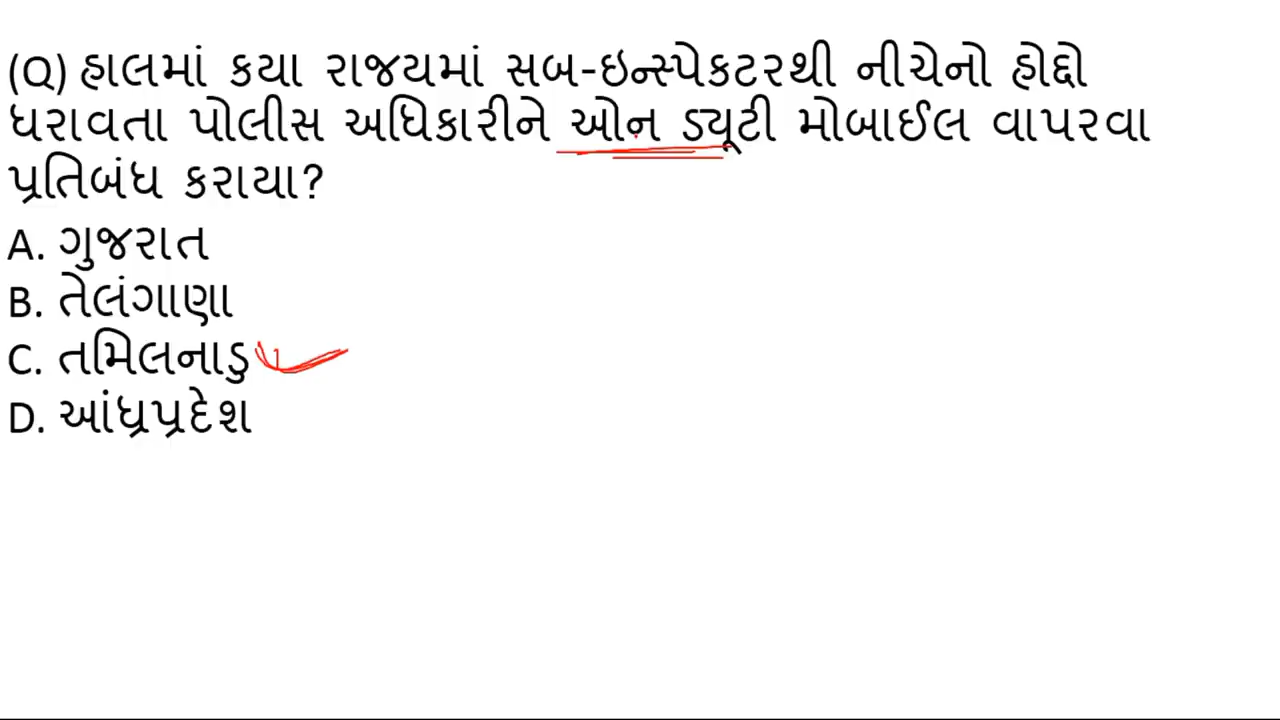 (Q) હાલમાં કયા રાજયમાં સબ-ઇન્સ્પેકટરથી નીચેનો હોદ્દો
ધરાવતા પોલીસ અધિકારીને ઓન ડ્યૂટી મોબાઈલ વાપરવા
પ્રતિબંધ કરાયા?
A. ગુજરાત
B. તેલંગાણા
C. તમિલનાડુ
D. આંધ્રપ્રદેશ